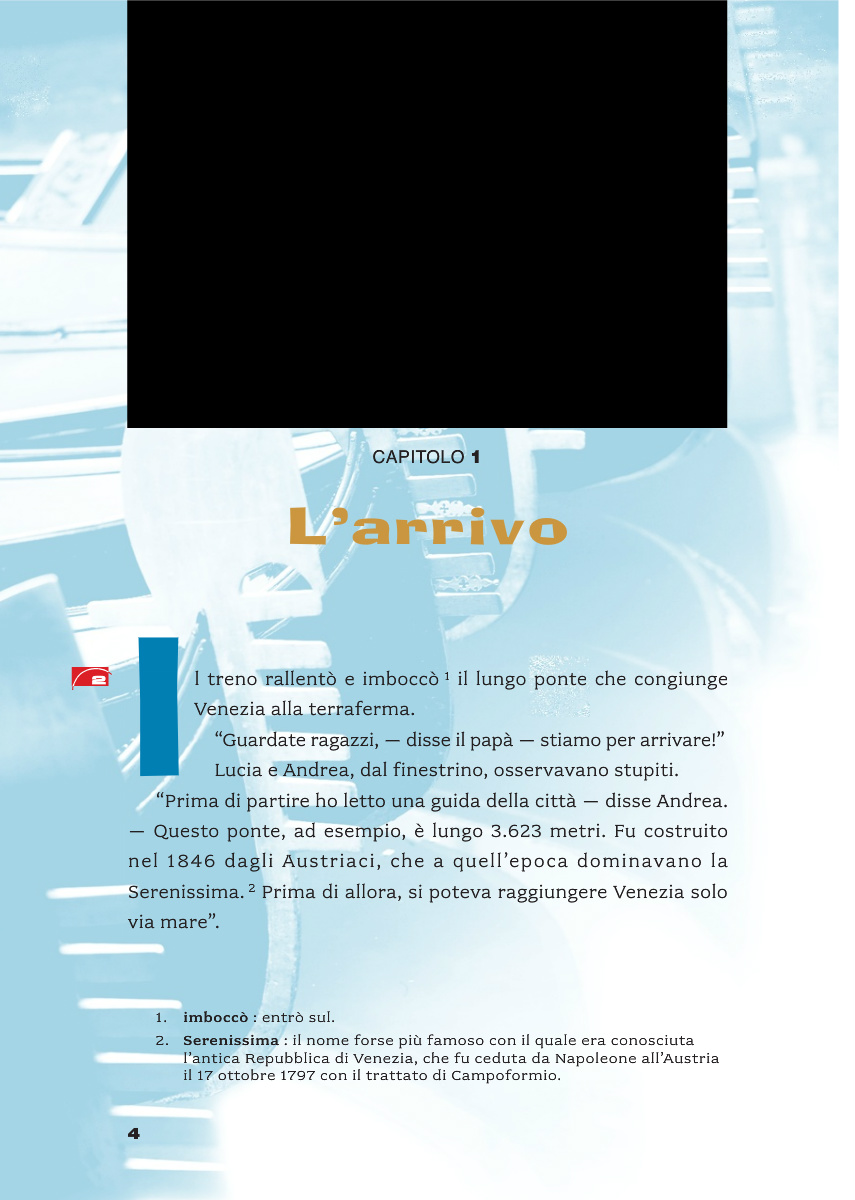 CAPITOLO 1
L’arrivo
2
Il treno rallentò e imboccò ¹ il lungo ponte che congiunge
Venezia alla terraferma.
“Guardate ragazzi, — disse il papà — stiamo per arrivare!”
Lucia e Andrea, dal finestrino, osservavano stupiti.
“Prima di partire ho letto una guida della città — disse Andrea.
— Questo ponte, ad esempio, è lungo 3.623 metri. Fu costruito
nel 1846 dagli Austriaci, che a quell’epoca dominavano la
Serenissima. ² Prima di allora, si poteva raggiungere Venezia solo
via mare”.
1. imboccò : entrò sul.
2. Serenissima : il nome forse più famoso con il quale era conosciuta
l’antica Repubblica di Venezia, che fu ceduta da Napoleone all’Austria
il 17 ottobre 1797 con il trattato di Campoformio.
4